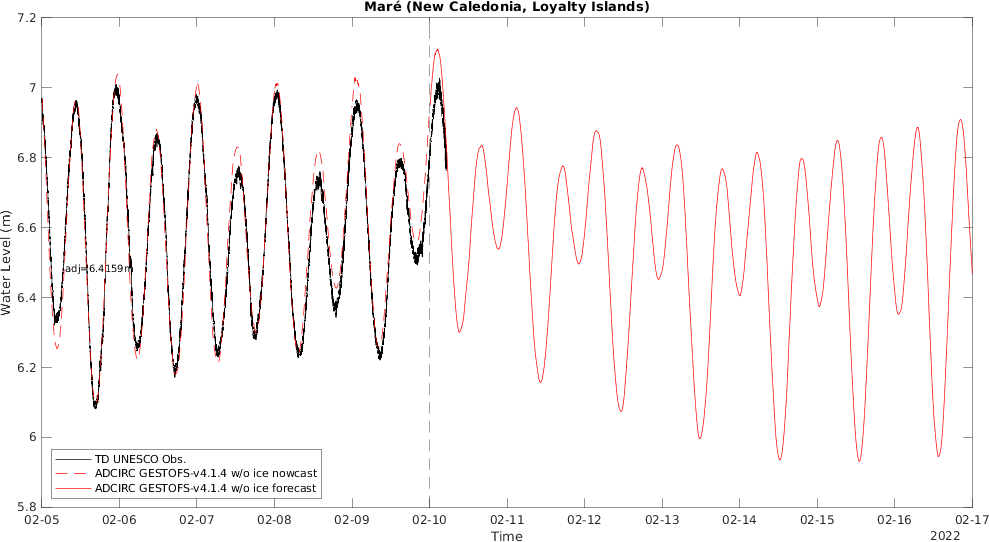 Maré (New Caledonia, Loyalty Islands)
7.2
7
6.8
6.6
6.4
6.2
6
5.8
Water Level (m)
adj=6.4159m
TD UNESCO Obs.
ADCIRC GESTOFS-v4.1.4 w/o ice nowcast
ADCIRC GESTOFS-v4.1.4 w/o ice forecast
02-05 02-06 02-07 02-08 02-09 02-10 02-11 02-12 02-13 02-14 02-15 02-16 02-17
Time
2022